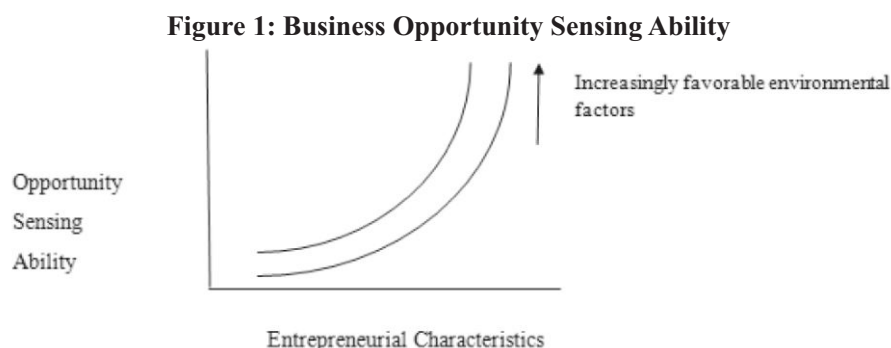 Figure 1: Business Opportunity Sensing Ability
Increasingly favorable environmental
factors
Opportunity
Sensing
Ability
Entrepreneurial Characteristics